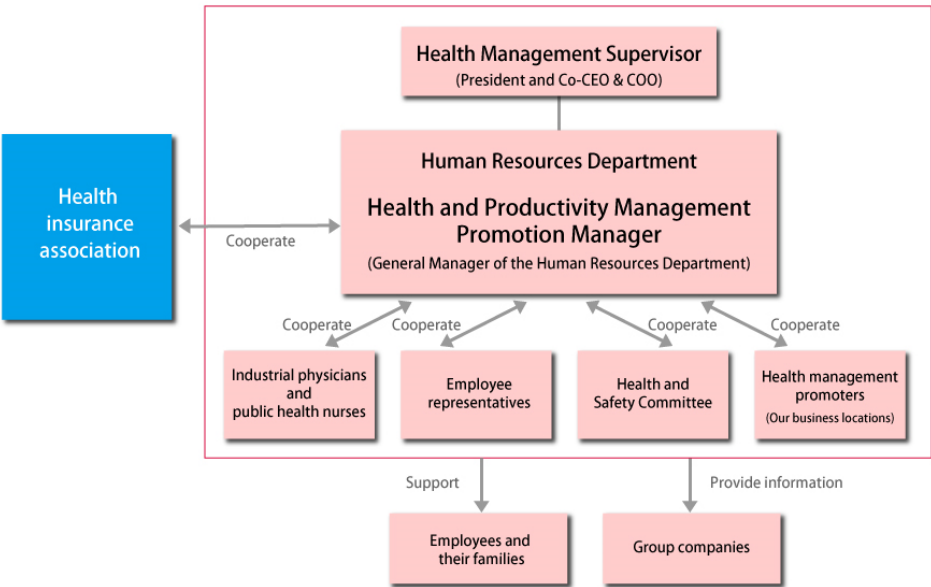 Health Management Supervisor
(President and Co-CEO & COO)
Human Resources Department
Health and Productivity Management
Promotion Manager
(General Manager of the Human Resources Department)
Health
insurance
association
Cooperate
Cooperate
Cooperate
Cooperate
Cooperate
Industrial physicians
and
public health nurses
Employee
representatives
Health and
Safety Committee
Health management
promoters
(Our business locations)
Support
Provide information
Employees and
their families
Group companies